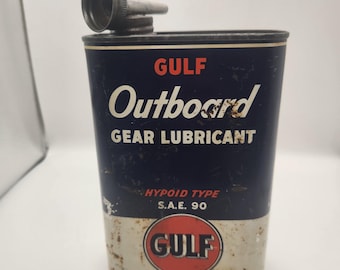 GULF
Outboard
GEAR LUBRICANT
HYPOID TYPE
S.A.E. 90
GULF